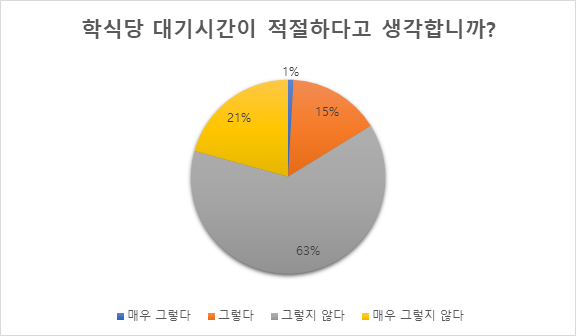 학식당 대기시간이 적절하다고 생각합니까?
1%
15%
21%
63%
매우 그렇다 그렇다 그렇지 않다 매우 그렇지 않다